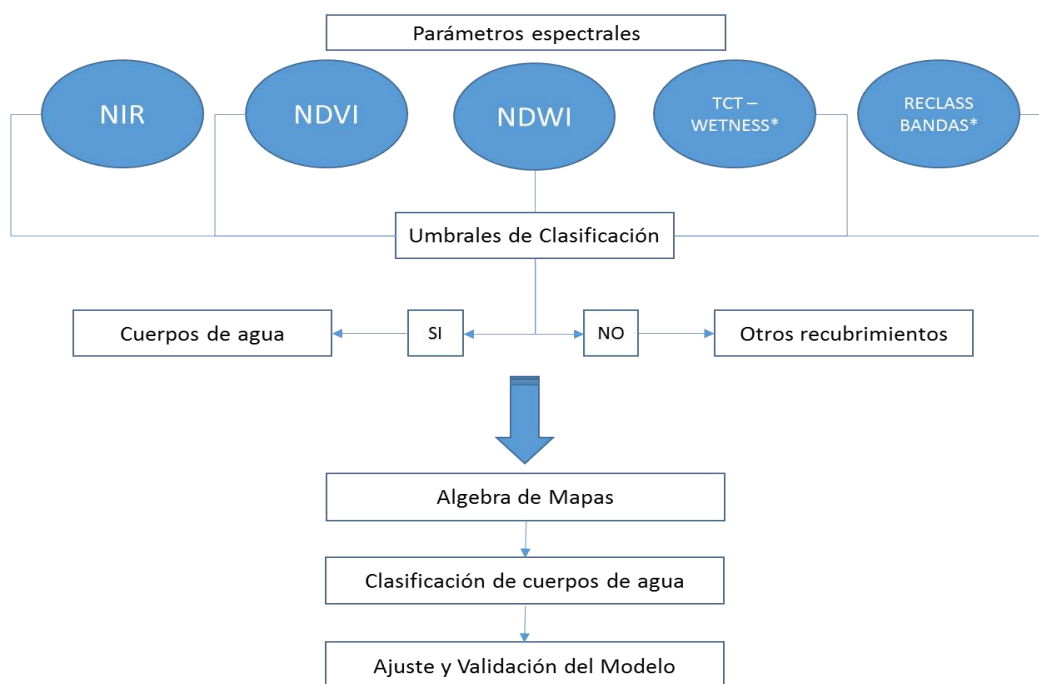 Parámetros espectrales
NIR
NDVI
NDWI
TCT –
WETNESS*
RECLASS
BANDAS*
Umbrales de Clasificación
Cuerpos de agua
SI
NO
Otros recubrimientos
Algebra de Mapas
Clasificación de cuerpos de agua
Ajuste y Validación del Modelo